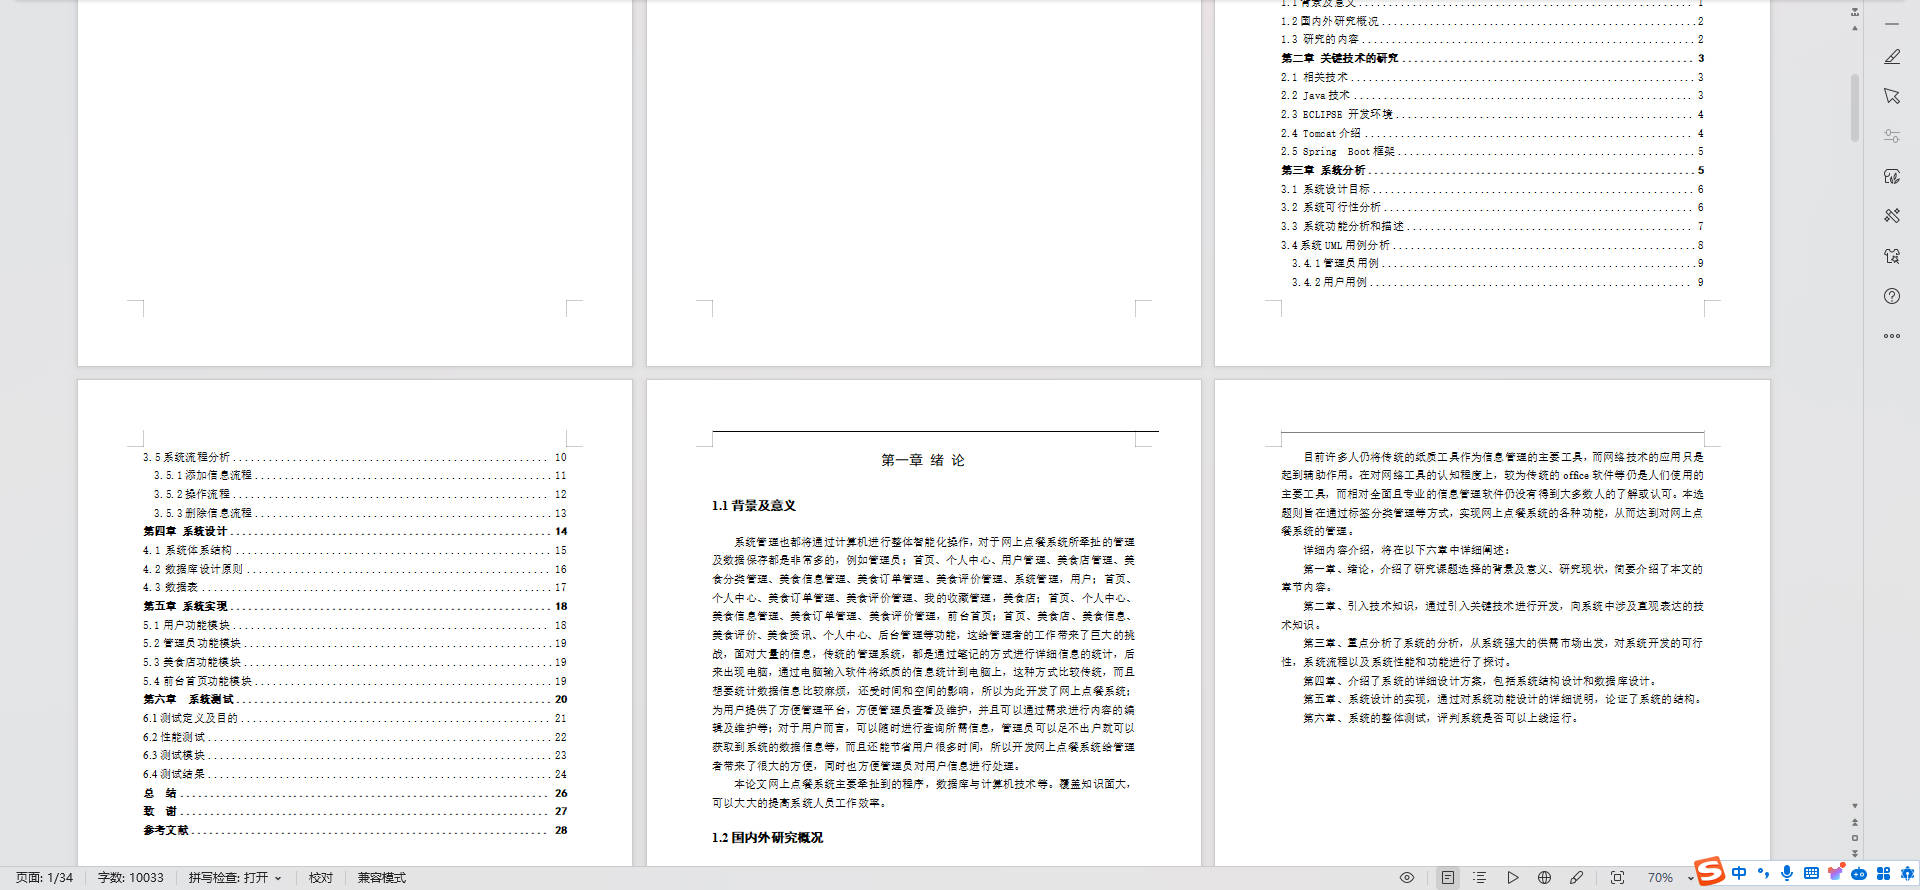 1.1 背景及意义 1
1.2 国内外研究概况 2
1.3 研究的内容 2
第二章 关键技术的研究 3
2.1 相关技术 3
2.2 Java技术 3
2.3 ECLIPSE 开发环境 4
2.4 Tomcat介绍 4
2.5 Spring Boot框架 5
第三章 系统分析 5
3.1 系统设计目标 6
3.2 系统可行性分析 6
3.3 系统功能分析和描述 7
3.4系统UML用例分析 8
3.4.1管理员用例 9
3.4.2用户用例 9
3.5系统流程分析 10
3.5.1添加信息流程 11
3.5.2操作流程 12
3.5.3删除信息流程 13
第四章 系统设计 14
4.1 系统体系结构 15
4.2 数据库设计原则 16
4.3 数据表 17
第五章 系统实现 18
5.1用户功能模块 18
5.2管理员功能模块 19
5.3美食店功能模块 19
5.4前台首页功能模块 19
第六章 系统测试 20
6.1测试定义及目的 21
6.2性能测试 22
6.3测试模块 23
6.4测试结果 24
总 结 26
致 谢 27
参考文献 28
第一章 绪 论
1.1 背景及意义
系统管理也都将通过计算机进行整体智能化操作，对于网上点餐系统所牵扯的管理
及数据保存都是非常多的，例如管理员；首页、个人中心、用户管理、美食店管理、美
食分类管理、美食信息管理、美食订单管理、美食评价管理、系统管理，用户；首页、
个人中心、美食订单管理、美食评价管理、我的收藏管理，美食店；首页、个人中心、
美食信息管理、美食订单管理、美食评价管理，前台首页；首页、美食店、美食信息、
美食评价、美食资讯、个人中心、后台管理等功能，这给管理者的工作带来了巨大的挑
战，面对大量的信息，传统的管理系统，都是通过笔记的方式进行详细信息的统计，后
来出现电脑，通过电脑输入软件将纸质的信息统计到电脑上，这种方式比较传统，而且
想要统计数据信息比较麻烦，还受时间和空间的影响，所以为此开发了网上点餐系统；
为用户提供了方便管理平台，方便管理员查看及维护，并且可以通过需求进行内容的编
辑及维护等；对于用户而言，可以随时进行查询所需信息，管理员可以足不出户就可以
获取到系统的数据信息等，而且还能节省用户很多时间，所以开发网上点餐系统给管理
者带来了很大的方便，同时也方便管理员对用户信息进行处理。
本论文网上点餐系统主要牵扯到的程序，数据库与计算机技术等。覆盖知识面大，
可以大大的提高系统人员工作效率。
1.2 国内外研究概况
目前许多人仍将传统的纸质工具作为信息管理的主要工具，而网络技术的应用只是
起到辅助作用。在对网络工具的认知程度上，较为传统的office软件等仍是人们使用的
主要工具，而相对全面且专业的信息管理软件仍没有得到大多数人的了解或认可。本选
题则旨在通过标签分类管理等方式，实现网上点餐系统的各种功能，从而达到对网上点
餐系统的管理。
详细内容介绍，将在以下六章中详细阐述：
第一章、绪论，介绍了研究课题选择的背景及意义、研究现状，简要介绍了本文的
章节内容。
第二章、引入技术知识，通过引入关键技术进行开发，向系统中涉及直观表达的技
术知识。
第三章、重点分析了系统的分析，从系统强大的供需市场出发，对系统开发的可行
性，系统流程以及系统性能和功能进行了探讨。
第四章、介绍了系统的详细设计方案，包括系统结构设计和数据库设计。
第五章、系统设计的实现，通过对系统功能设计的详细说明，论证了系统的结构。
第六章、系统的整体测试，评判系统是否可以上线运行。
页面: 1/34 字数: 10033 拼写检查: 打开 校对 兼容模式 70% 中